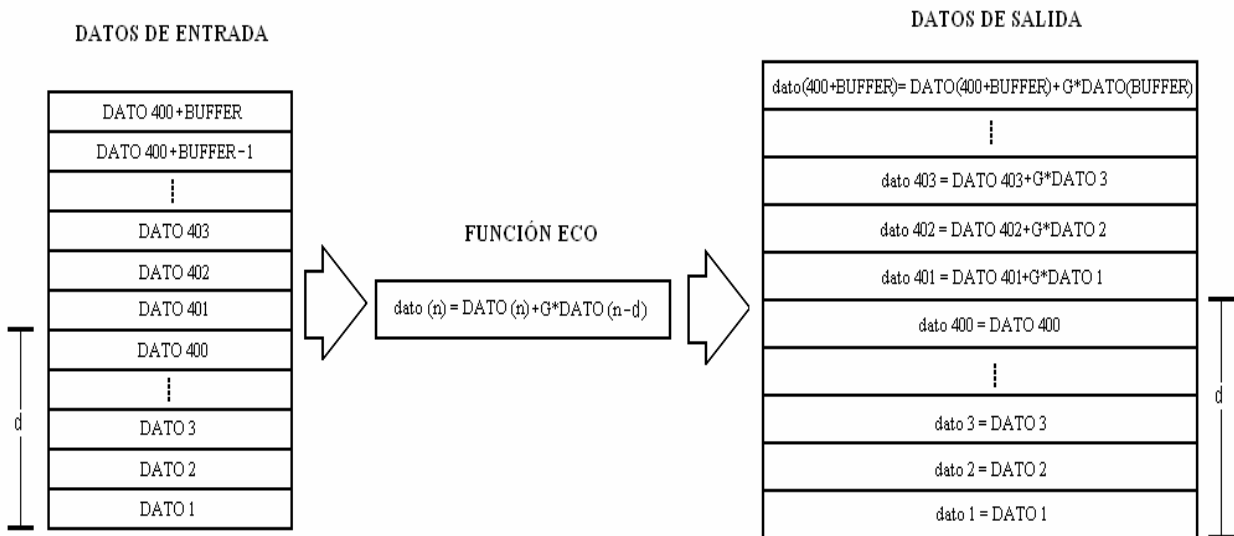 DATOS DE ENTRADA
DATO 400+BUFFER
DATO 400+BUFFER-1
DATO 403
DATO 402
DATO 401
DATO 400
DATO 3
DATO 2
DATO 1
d
FUNCIÓN ECO
dato (n) = DATO (n)+G*DATO (n-d)
DATOS DE SALIDA
dato(400+BUFFER)= DATO(400+BUFFER)+G*DATO(BUFFER)
dato 403 = DATO 403+G*DATO 3
dato 402 = DATO 402+G*DATO 2
dato 401 = DATO 401+G*DATO 1
dato 400 = DATO 400
dato 3 = DATO 3
dato 2 = DATO 2
dato 1 = DATO 1
d